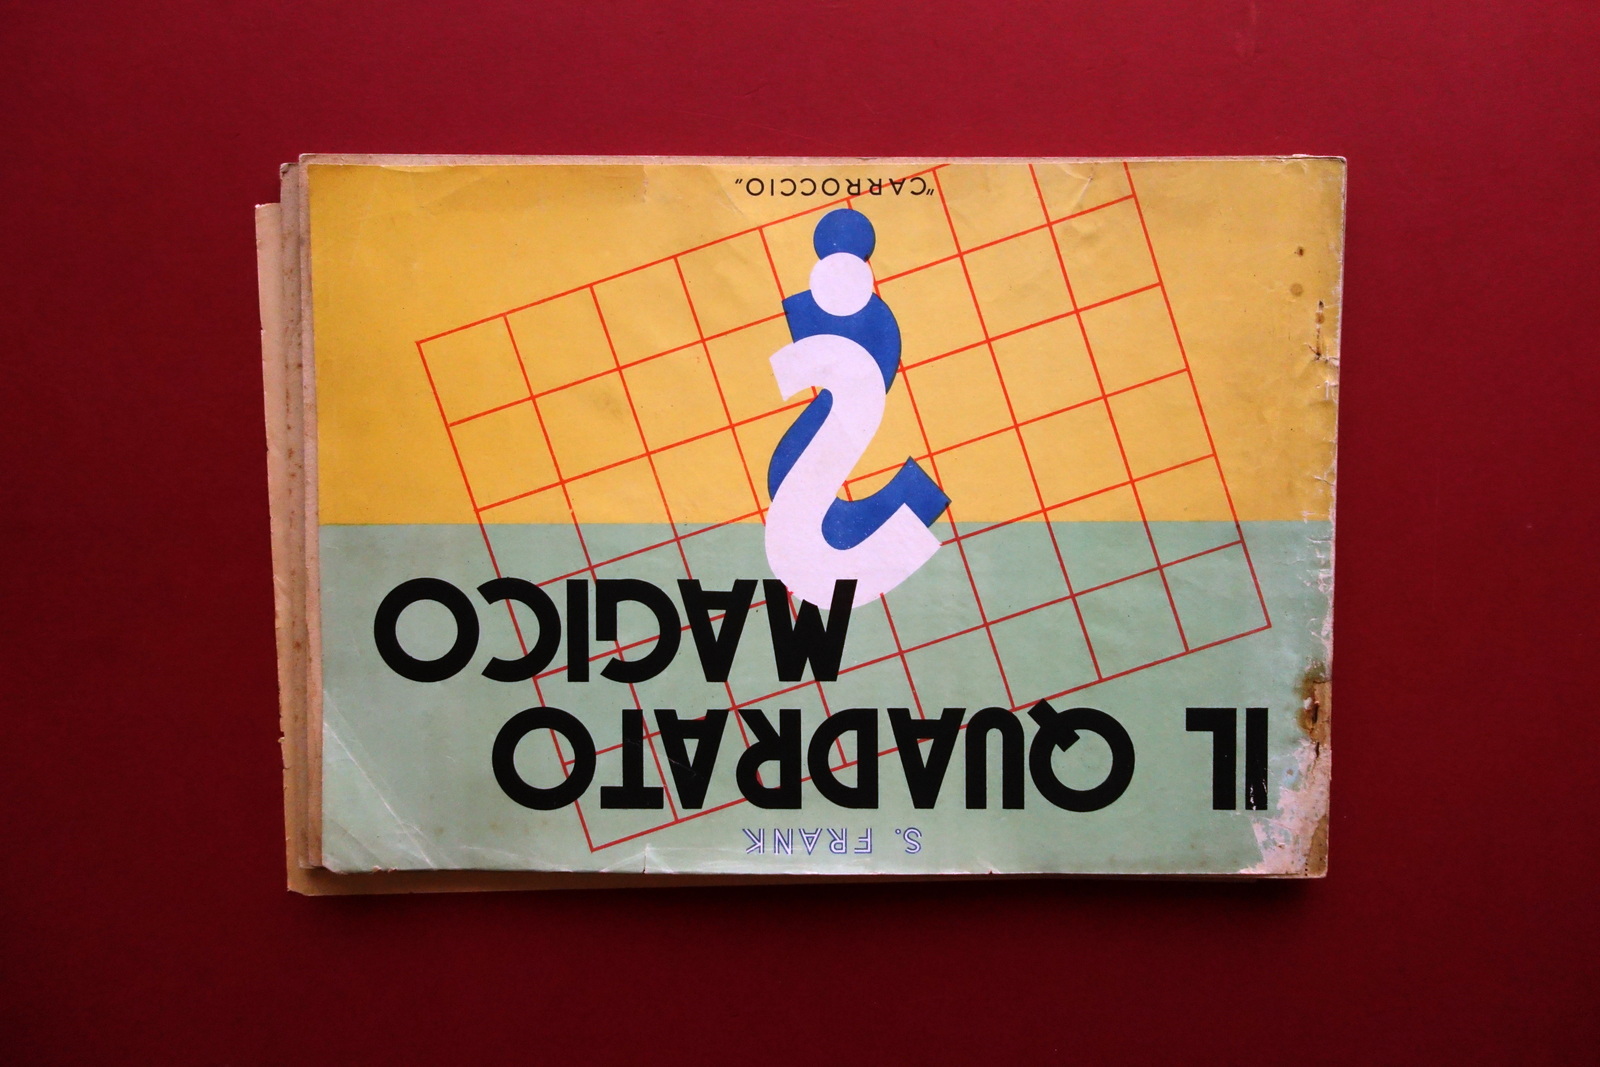 S. FRANK
IL QUADRATO
MAGICO
?
"CARROCCIO"